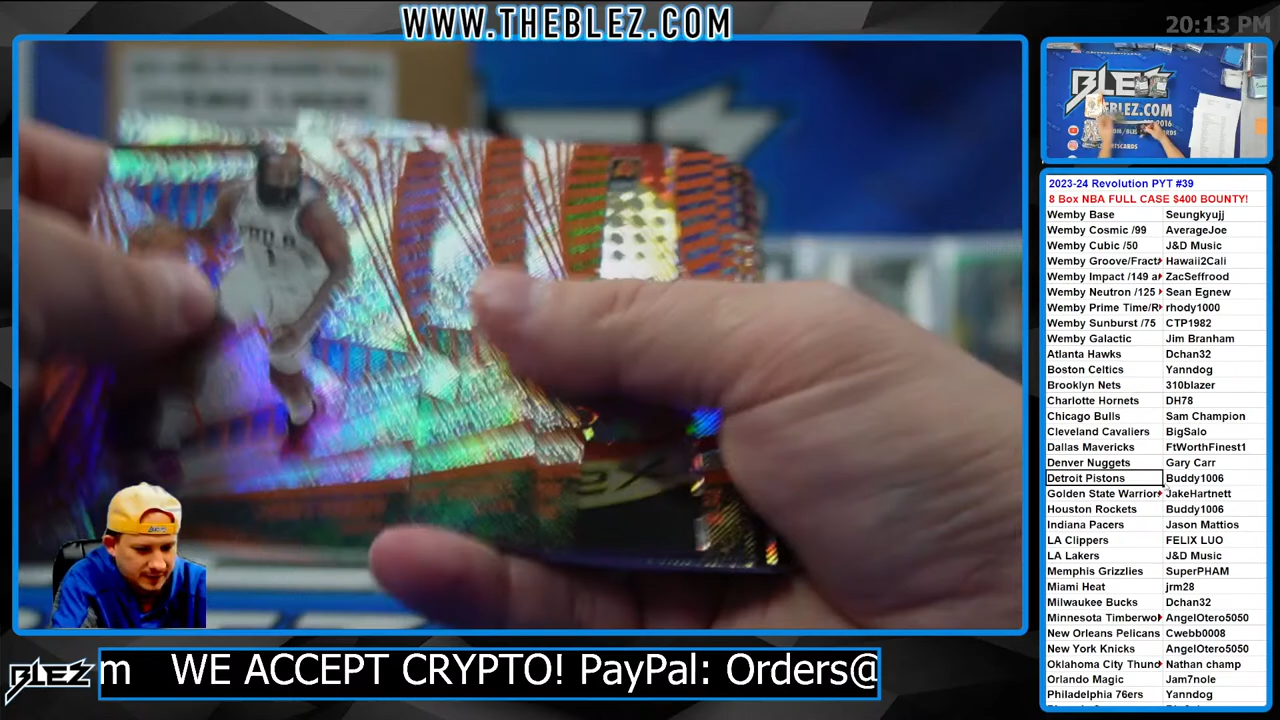 WWW.THEBLEZ.COM
20:13 PM
BLEZ
BLEZ.COM
2023-24 Revolution PYT #39
8 Box NBA FULL CASE $400 BOUNTY!
Wemby Base Seungkyujj
Wemby Cosmic /99 AverageJoe
Wemby Cubic /50 J&D Music
Wemby Groove/Fract Hawaii2Cali
Wemby Impact /149 a ZacSeffrood
Wemby Neutron /125 Sean Egnew
Wemby Prime Time/R rhody1000
Wemby Sunburst /75 CTP1982
Wemby Galactic Jim Branham
Atlanta Hawks Dchan32
Boston Celtics Yanndog
Brooklyn Nets 310blazer
Charlotte Hornets DH78
Chicago Bulls Sam Champion
Cleveland Cavaliers BigSalo
Dallas Mavericks FtWorthFinest1
Denver Nuggets Gary Carr
Detroit Pistons Buddy1006
Golden State Warrior JakeHartnett
Houston Rockets Buddy1006
Indiana Pacers Jason Mattios
LA Clippers FELIX LUO
LA Lakers J&D Music
Memphis Grizzlies SuperPHAM
Miami Heat jrm28
Milwaukee Bucks Dchan32
Minnesota Timberwo AngelOtero5050
New Orleans Pelicans Cwebb0008
New York Knicks AngelOtero5050
Oklahoma City Thun Nathan champ
Orlando Magic Jam7nole
Philadelphia 76ers Yanndog
BLEZ
m WE ACCEPT CRYPTO! PayPal: Orders@